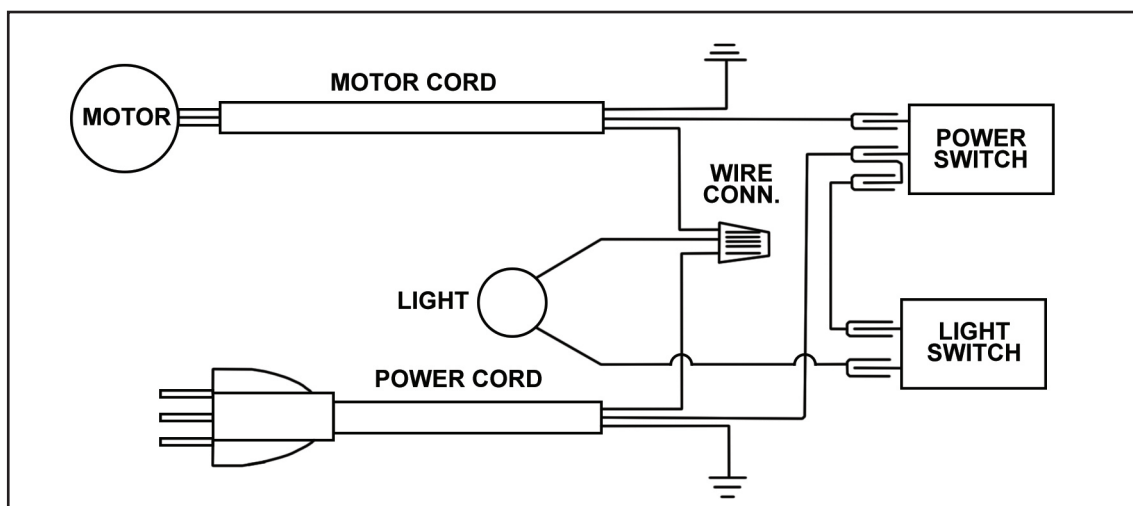 MOTOR CORD
MOTOR
POWER
SWITCH
WIRE
CONN.
LIGHT
LIGHT
SWITCH
POWER CORD